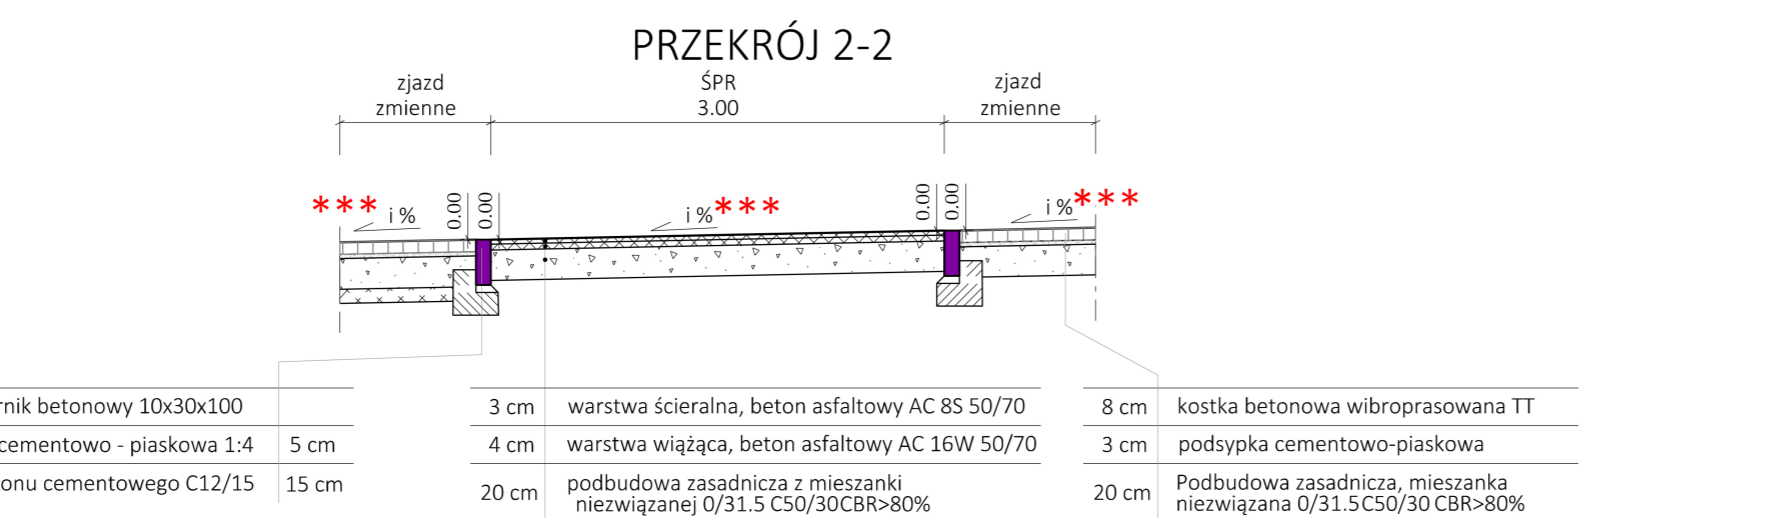 PRZEKRÓJ 2-2
zjazd
zmienne
ŚPR
3.00
zjazd
zmienne
*** i %
0.00
0.00
i % ***
0.00
0.00
i % ***
betonowy 10x30x100
cementowo - piaskowa 1:4 5 cm
cementowego C12/15 15 cm
3 cm warstwa ścieralna, beton asfaltowy AC 8S 50/70
4 cm warstwa wiążąca, beton asfaltowy AC 16W 50/70
20 cm podbudowa zasadnicza z mieszanki
niezwiązanej 0/31.5 C50/30CBR>80%
8 cm kostka betonowa wibroprasowana TT
3 cm podsypka cementowo-piaskowa
20 cm Podbudowa zasadnicza, mieszanka
niezwiązana 0/31.5C50/30 CBR>80%